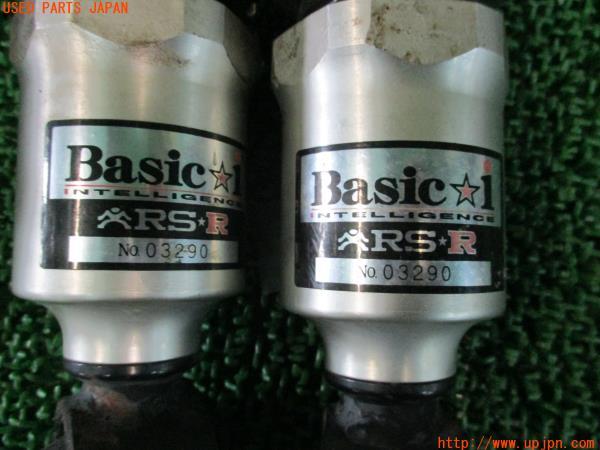 USED PARTS JAPAN
Basic☆i
INTELLIGENCE
RS★R
No. 03290
Basic☆i
INTELLIGENCE
RS★R
No. 03290
http://www.upjpn.com/